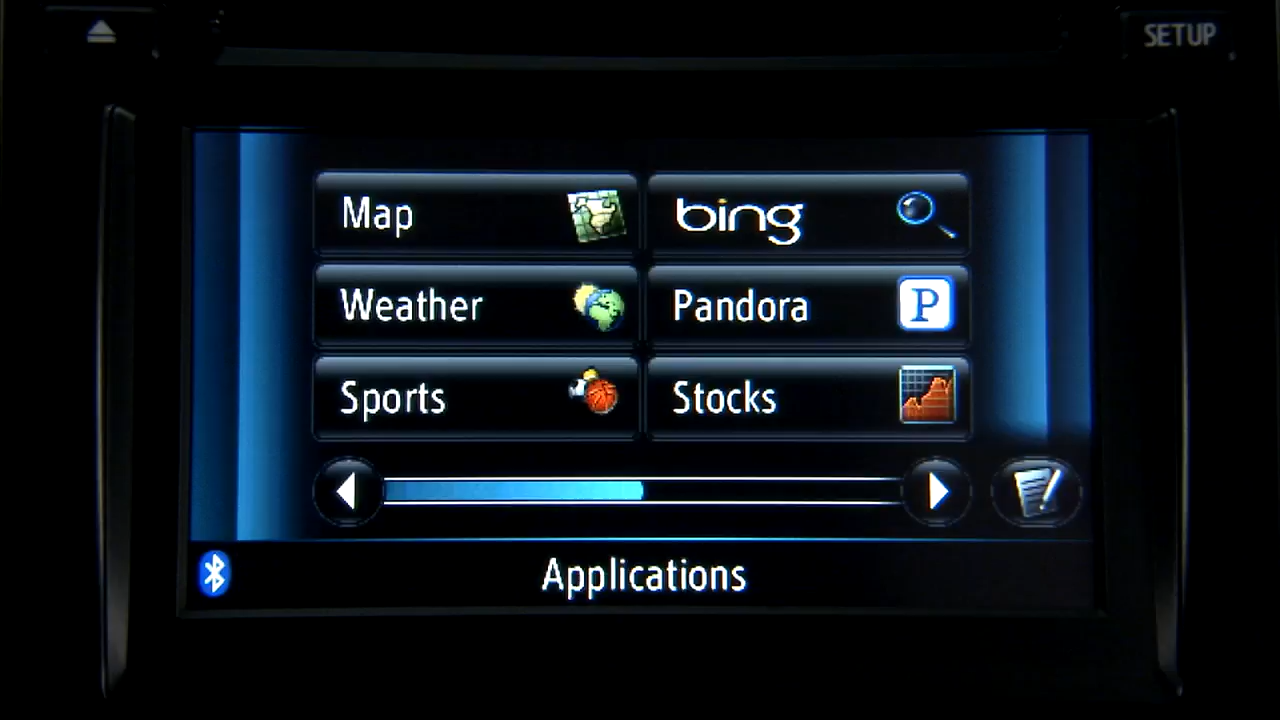 SETUP
Map
bing
Weather
Pandora
P
Sports
Stocks
Applications